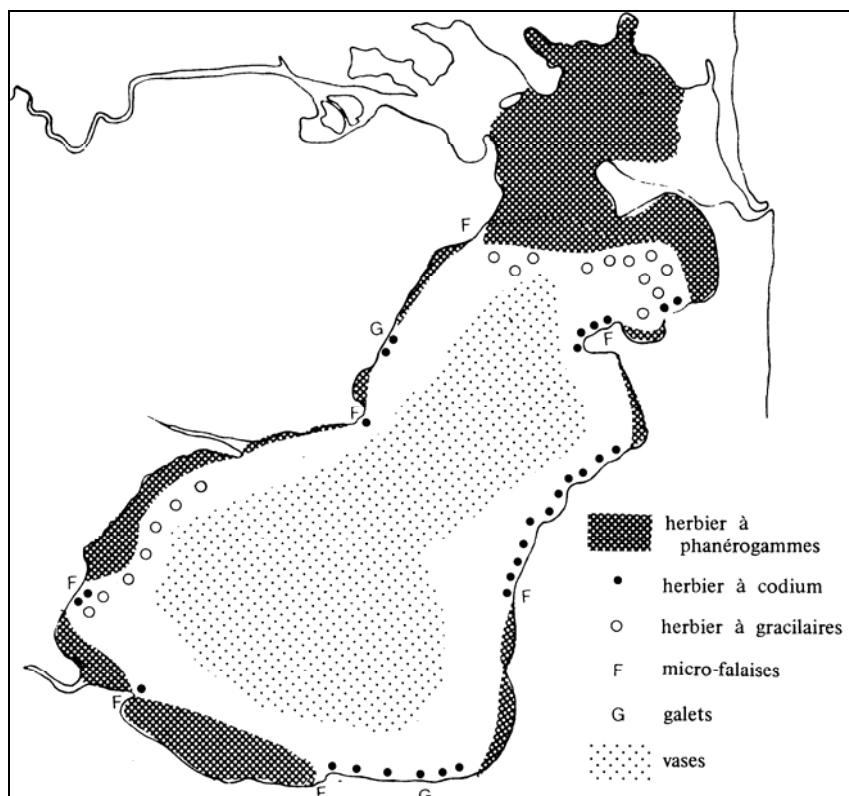 F
G
F
F
F
F
F
F
G
herbier à
phanérogammes
herbier à codium
herbier à gracilaires
F micro-falaises
G galets
vases